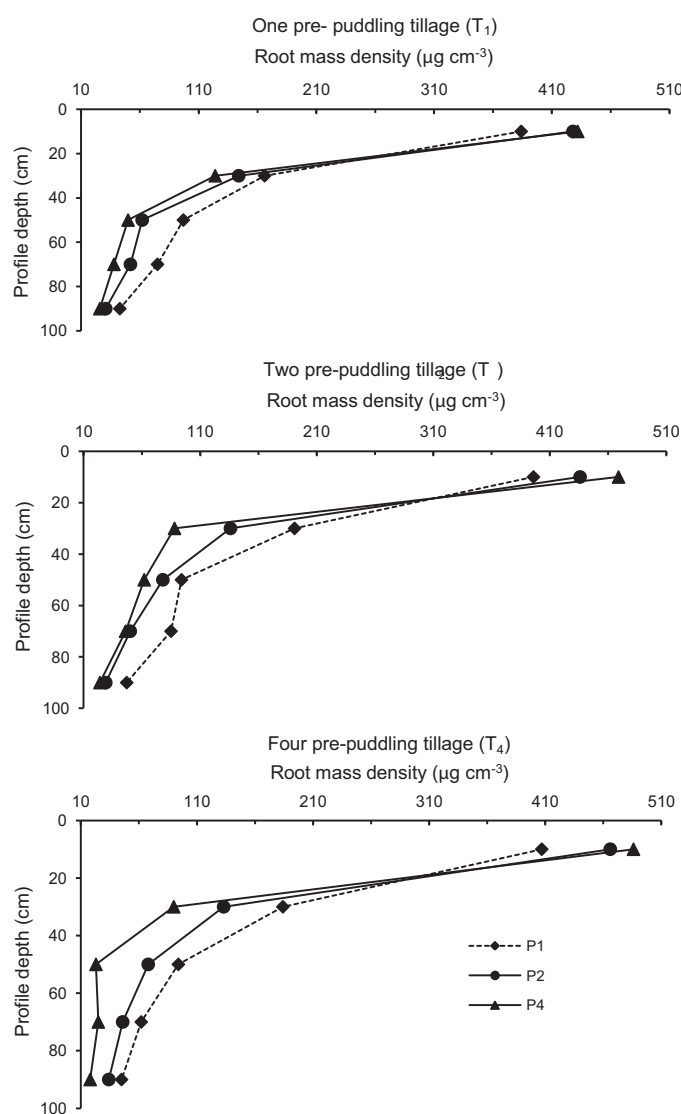 One pre- puddling tillage (T1)
Root mass density (µg cm-3)
10 110 210 310 410 510
0
20
40
60
80
100
Profile depth (cm)
Two pre-puddling tillage (T2)
Root mass density (µg cm-3)
10 110 210 310 410 510
0
20
40
60
80
100
Profile depth (cm)
Four pre-puddling tillage (T4)
Root mass density (µg cm-3)
10 110 210 310 410 510
0
20
40
60
80
100
Profile depth (cm)
P1
P2
P4